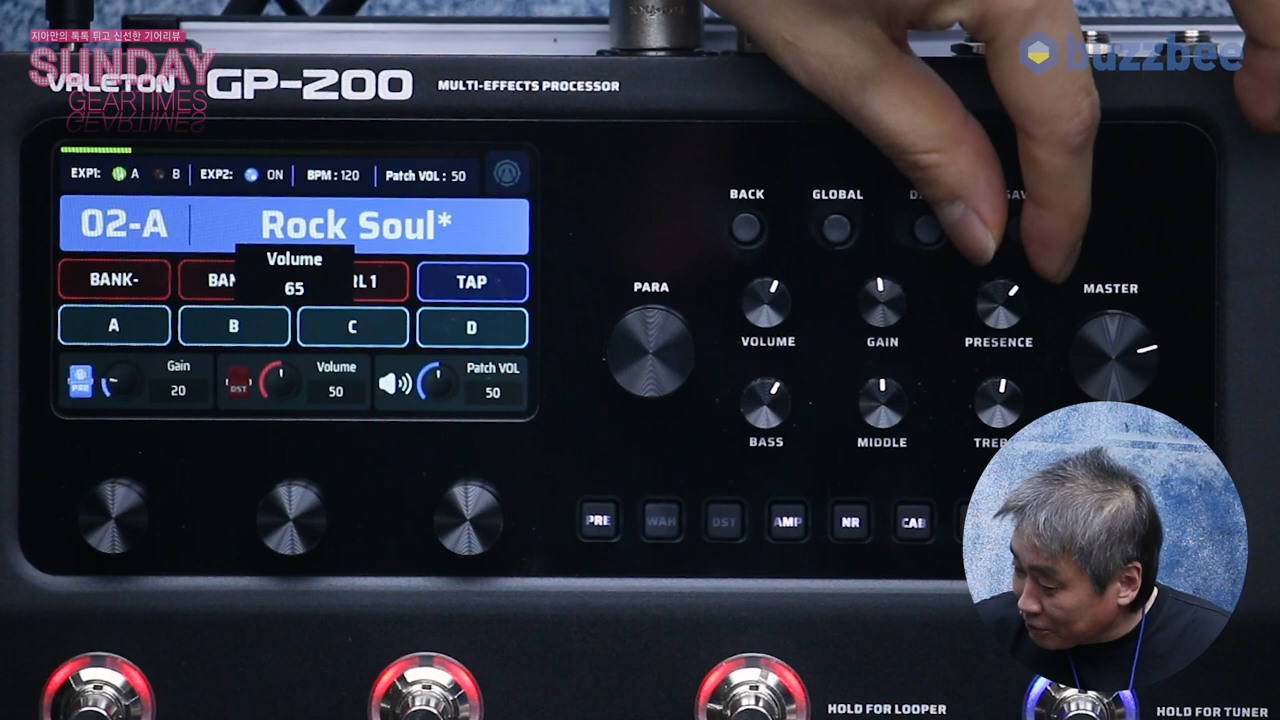 지아만의 톡톡 튀고 신선한 기어리뷰
SUNDAY
GEARTIMES
buzzbee
VALETON GP-200 MULTI-EFFECTS PROCESSOR
EXP1: A B EXP2: ON BPM : 120 Patch VOL : 50
02-A Rock Soul*
Volume
65
BANK- TAP
A B C D
PRE Gain 20
DST Volume 50
Patch VOL 50
BACK GLOBAL
PARA MASTER
VOLUME GAIN PRESENCE
BASS MIDDLE
PRE WAH DST AMP NR CAB
HOLD FOR LOOPER
HOLD FOR TUNER